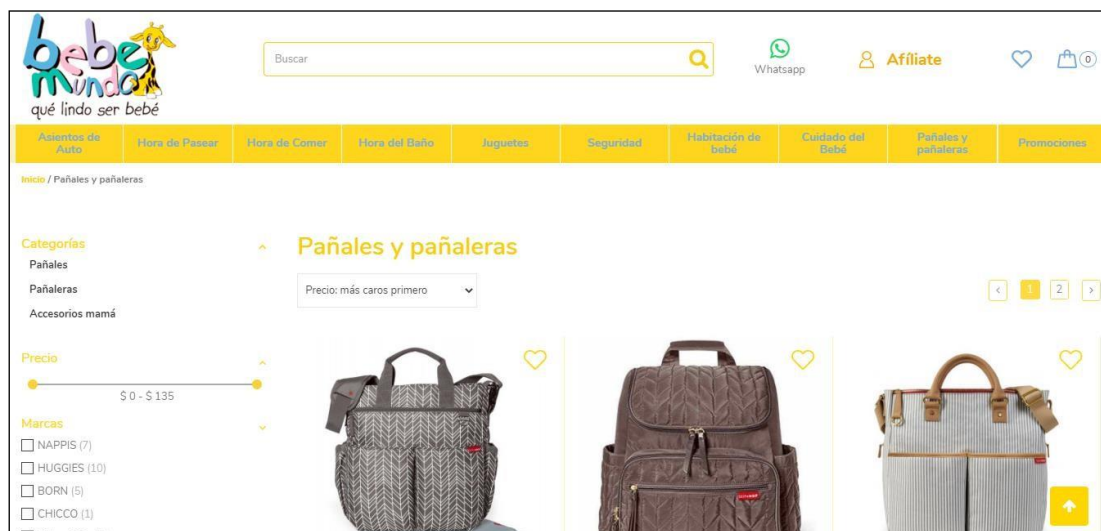 bebe
mundo
qué lindo ser bebé
Buscar
Whatsapp
Afíliate
0
Asientos de
Auto
Hora de Pasear
Hora de Comer
Hora del Baño
Juguetes
Seguridad
Habitación de
bebé
Cuidado del
Bebé
Pañales y
pañaleras
Promociones
Inicio / Pañales y pañaleras
Categorías
Pañales
Pañaleras
Accesorios mamá
Pañales y pañaleras
Precio: más caros primero
< 1 2 >
Precio
$ 0 - $ 135
Marcas
NAPPIS (7)
HUGGIES (10)
BORN (5)
CHICCO (1)